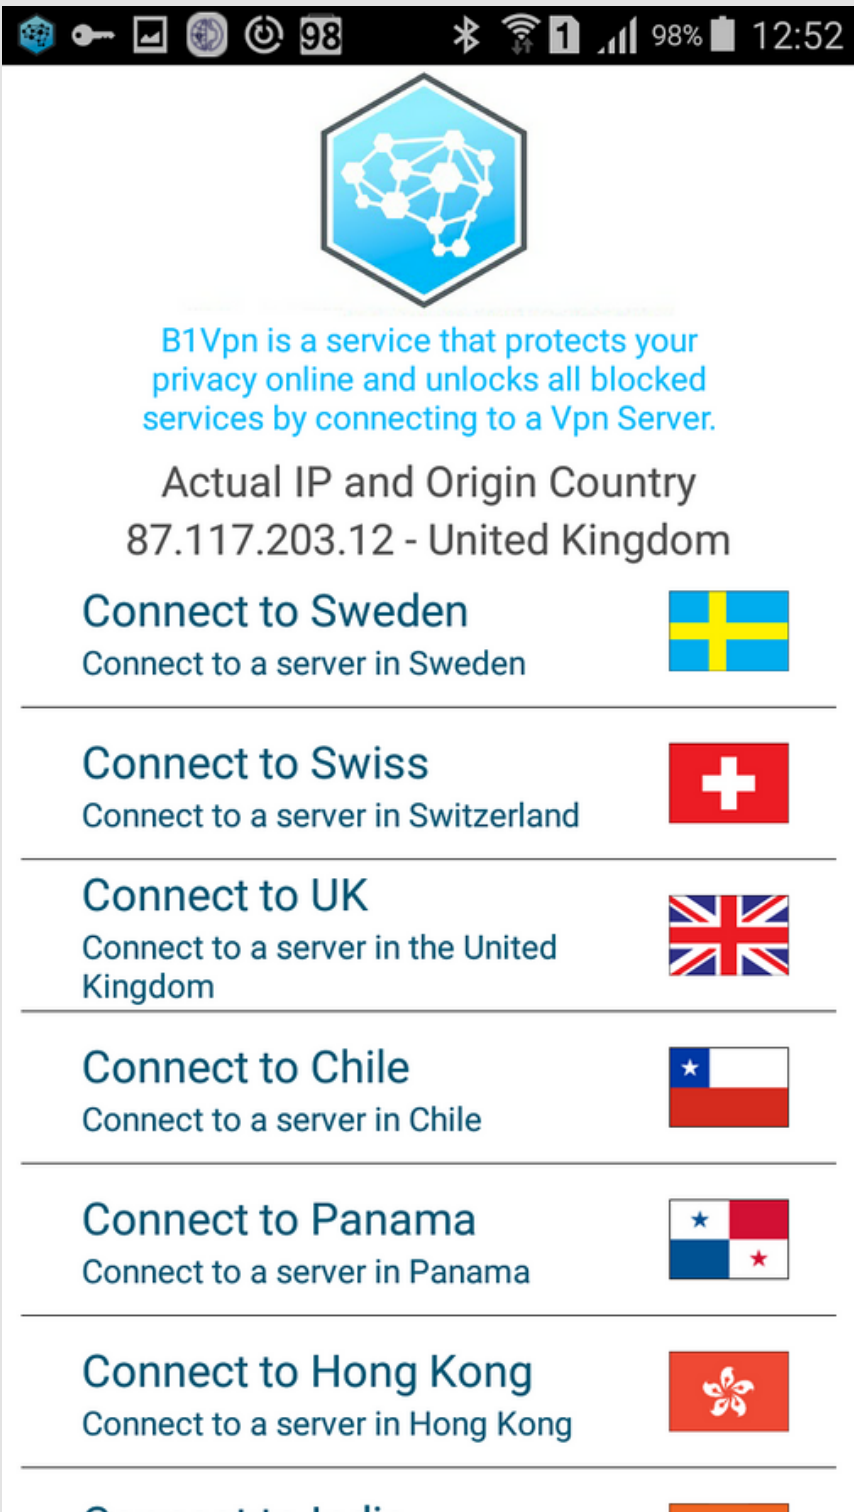 98 1 98% 12:52
B1Vpn is a service that protects your
privacy online and unlocks all blocked
services by connecting to a Vpn Server.
Actual IP and Origin Country
87.117.203.12 - United Kingdom
Connect to Sweden
Connect to a server in Sweden
Connect to Swiss
Connect to a server in Switzerland
Connect to UK
Connect to a server in the United
Kingdom
Connect to Chile
Connect to a server in Chile
Connect to Panama
Connect to a server in Panama
Connect to Hong Kong
Connect to a server in Hong Kong